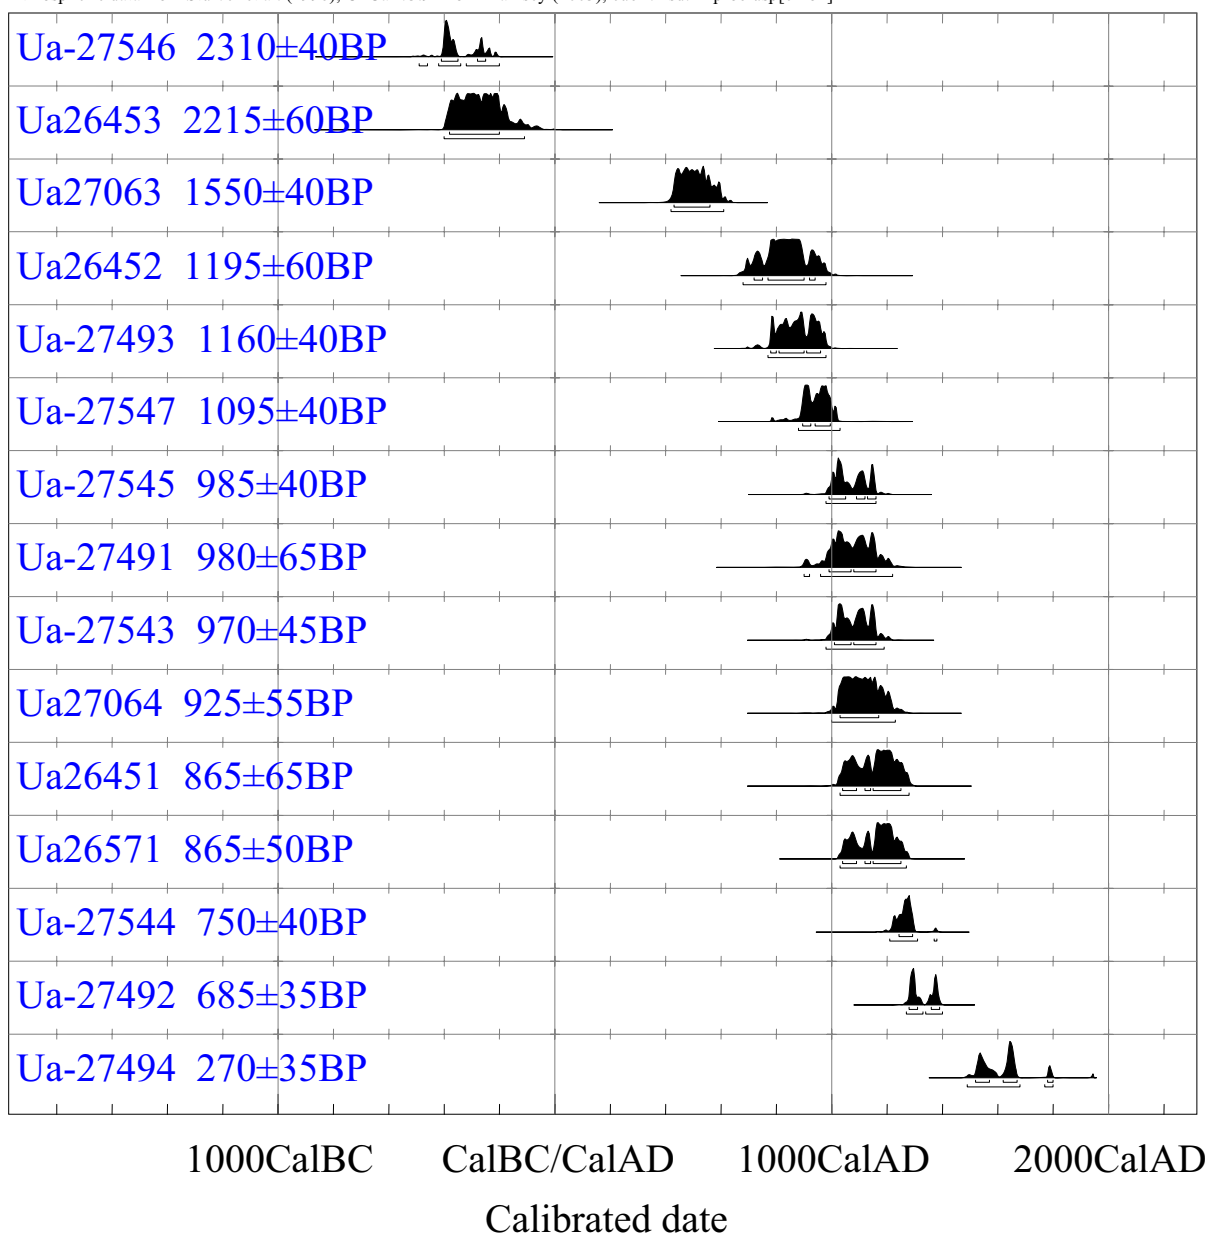 Ua-27546 2310±40BP
Ua26453 2215±60BP
Ua27063 1550±40BP
Ua26452 1195±60BP
Ua-27493 1160±40BP
Ua-27547 1095±40BP
Ua-27545 985±40BP
Ua-27491 980±65BP
Ua-27543 970±45BP
Ua27064 925±55BP
Ua26451 865±65BP
Ua26571 865±50BP
Ua-27544 750±40BP
Ua-27492 685±35BP
Ua-27494 270±35BP
1000CalBC CalBC/CalAD 1000CalAD 2000CalAD
Calibrated date